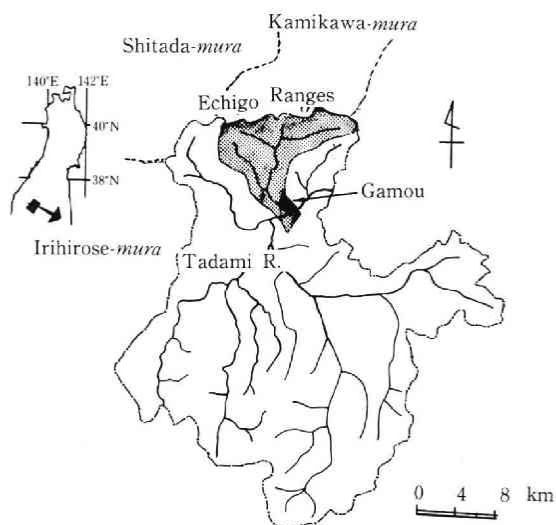 Kamikawa-mura
Shitada-mura
140°E 142°E
Echigo Ranges
40°N
38°N
Gamou
Irihirose-mura
Tadami R.
0 4 8 km